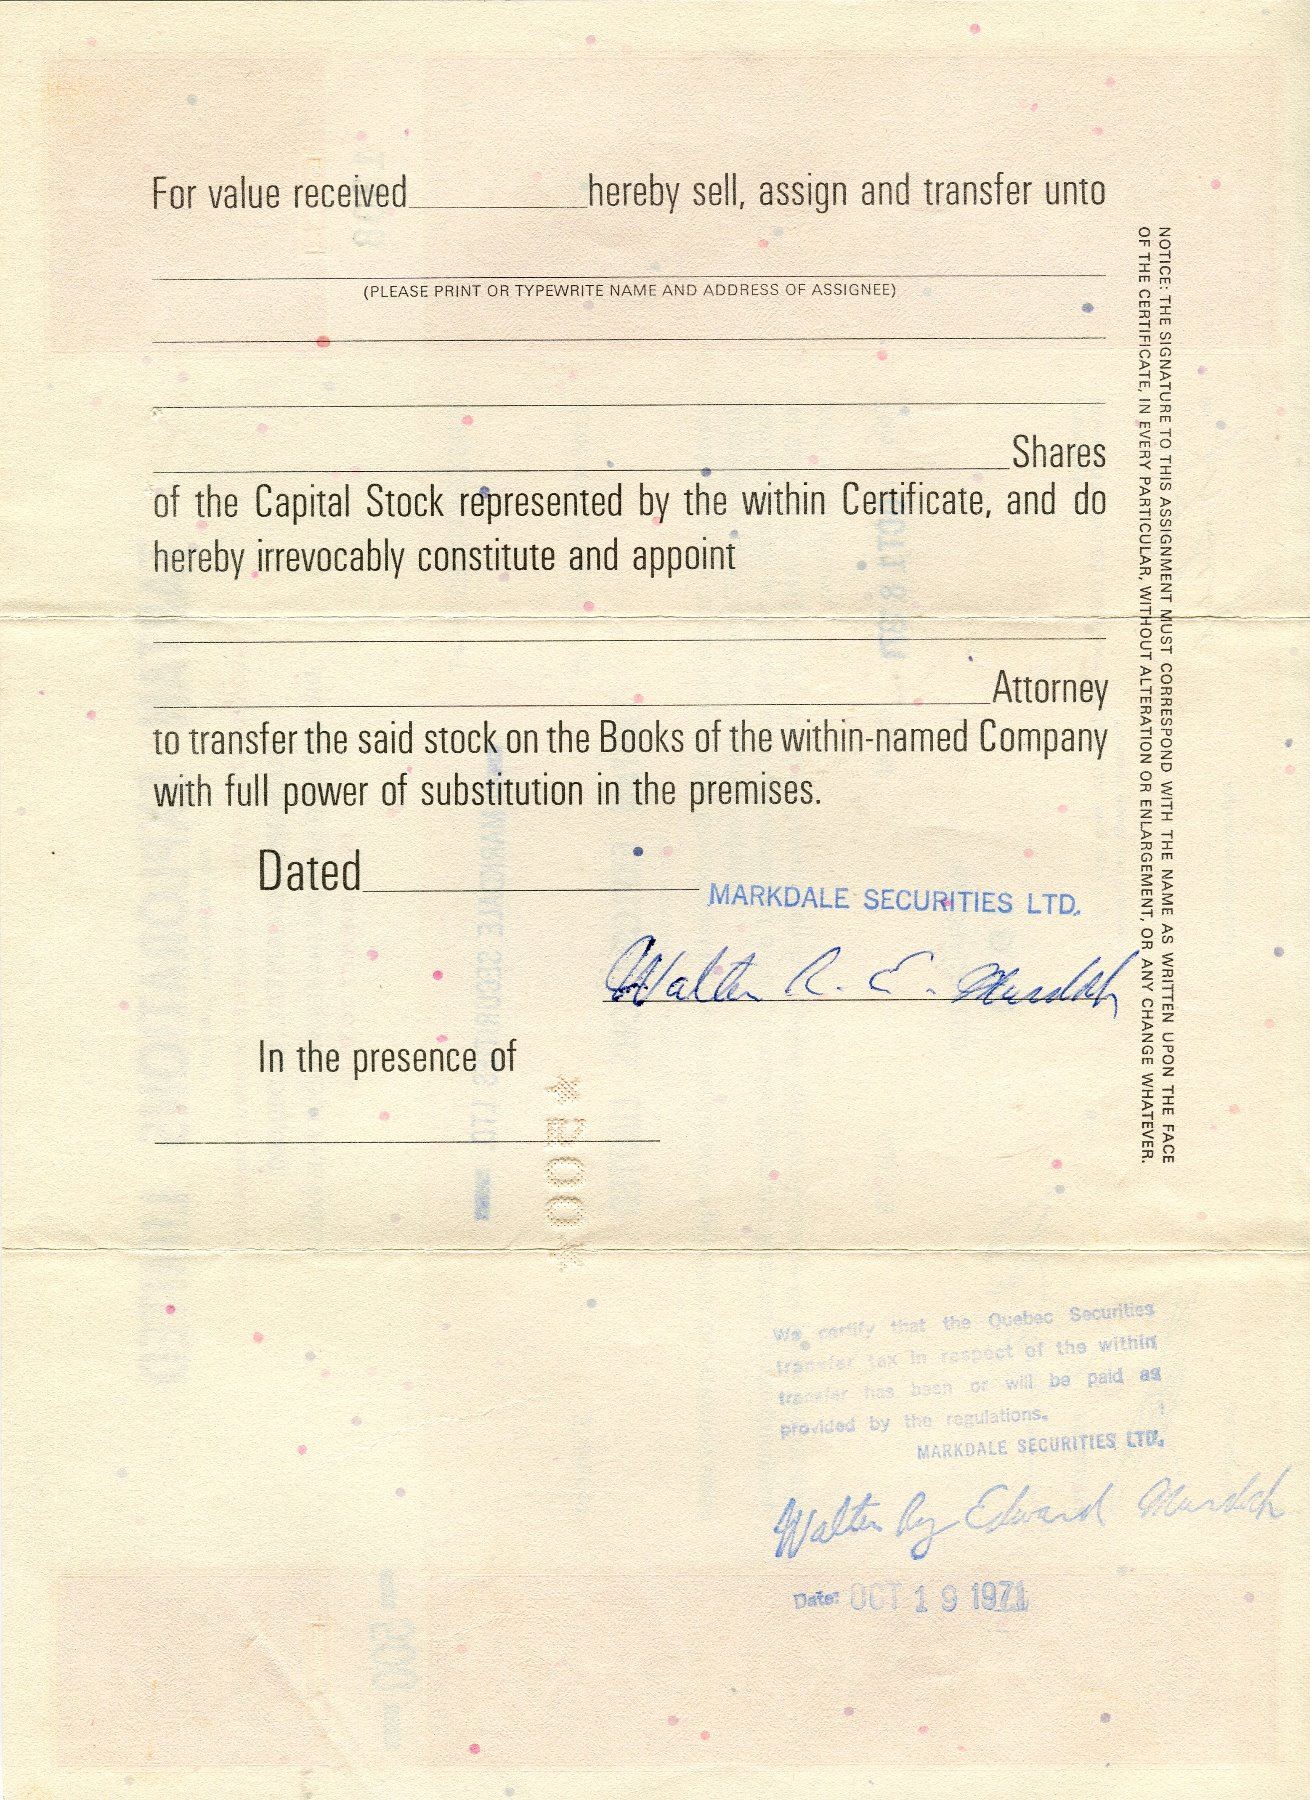 For value received____________hereby sell, assign and transfer unto
(PLEASE PRINT OR TYPEWRITE NAME AND ADDRESS OF ASSIGNEE)
Shares
of the Capital Stock represented by the within Certificate, and do
hereby irrevocably constitute and appoint
Attorney
to transfer the said stock on the Books of the within-named Company
with full power of substitution in the premises.
Dated
MARKDALE SECURITIES LTD.
Walter R. E. Murdoch
In the presence of
*200*
We certify that the Quebec Securities
transfer tax in respect of the within
transfer has been or will be paid as
provided by the regulations.
MARKDALE SECURITIES LTD.
Walter Edward Murdoch
Date: OCT 19 1971
NOTICE: THE SIGNATURE TO THIS ASSIGNMENT MUST CORRESPOND WITH THE NAME AS WRITTEN UPON THE FACE
OF THE CERTIFICATE, IN EVERY PARTICULAR, WITHOUT ALTERATION OR ENLARGEMENT, OR ANY CHANGE WHATEVER.